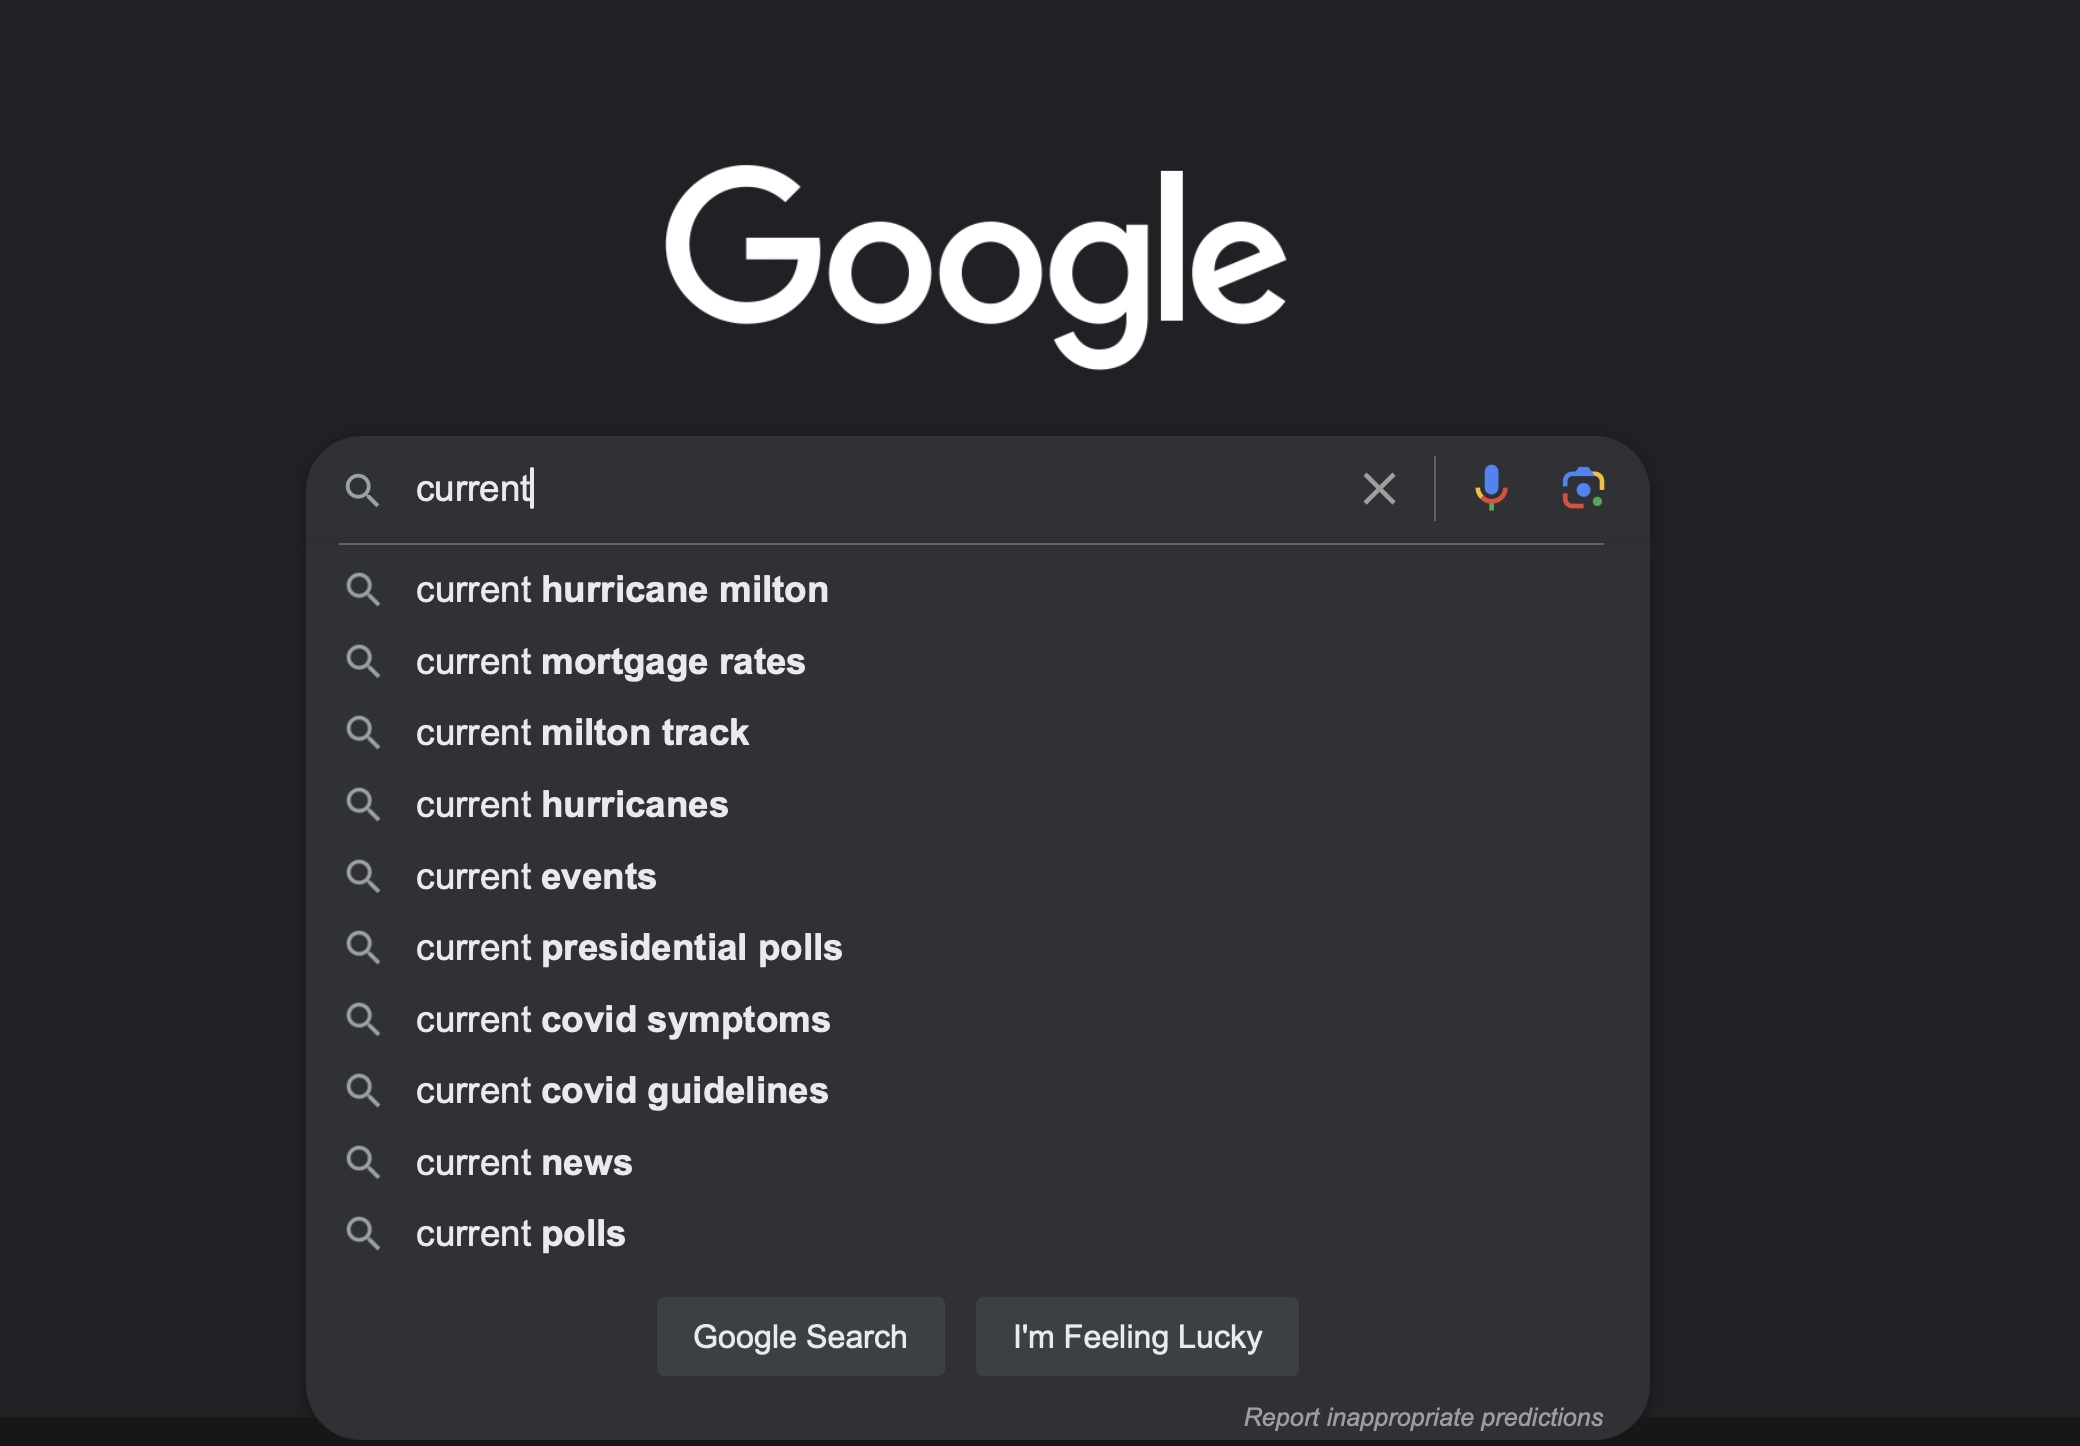 Google
current
current hurricane milton
current mortgage rates
current milton track
current hurricanes
current events
current presidential polls
current covid symptoms
current covid guidelines
current news
current polls
Google Search
I'm Feeling Lucky
Report inappropriate predictions